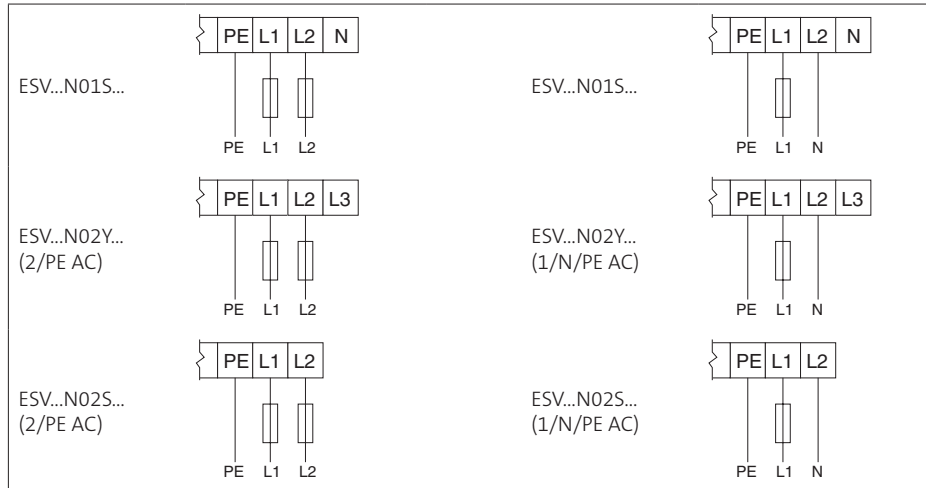 PE L1 L2 N
ESV...N01S...
PE L1 L2
PE L1 L2 N
ESV...N01S...
PE L1 N
PE L1 L2 L3
ESV...N02Y...
(2/PE AC)
PE L1 L2
PE L1 L2 L3
ESV...N02Y...
(1/N/PE AC)
PE L1 N
PE L1 L2
ESV...N02S...
(2/PE AC)
PE L1 L2
PE L1 L2
ESV...N02S...
(1/N/PE AC)
PE L1 N